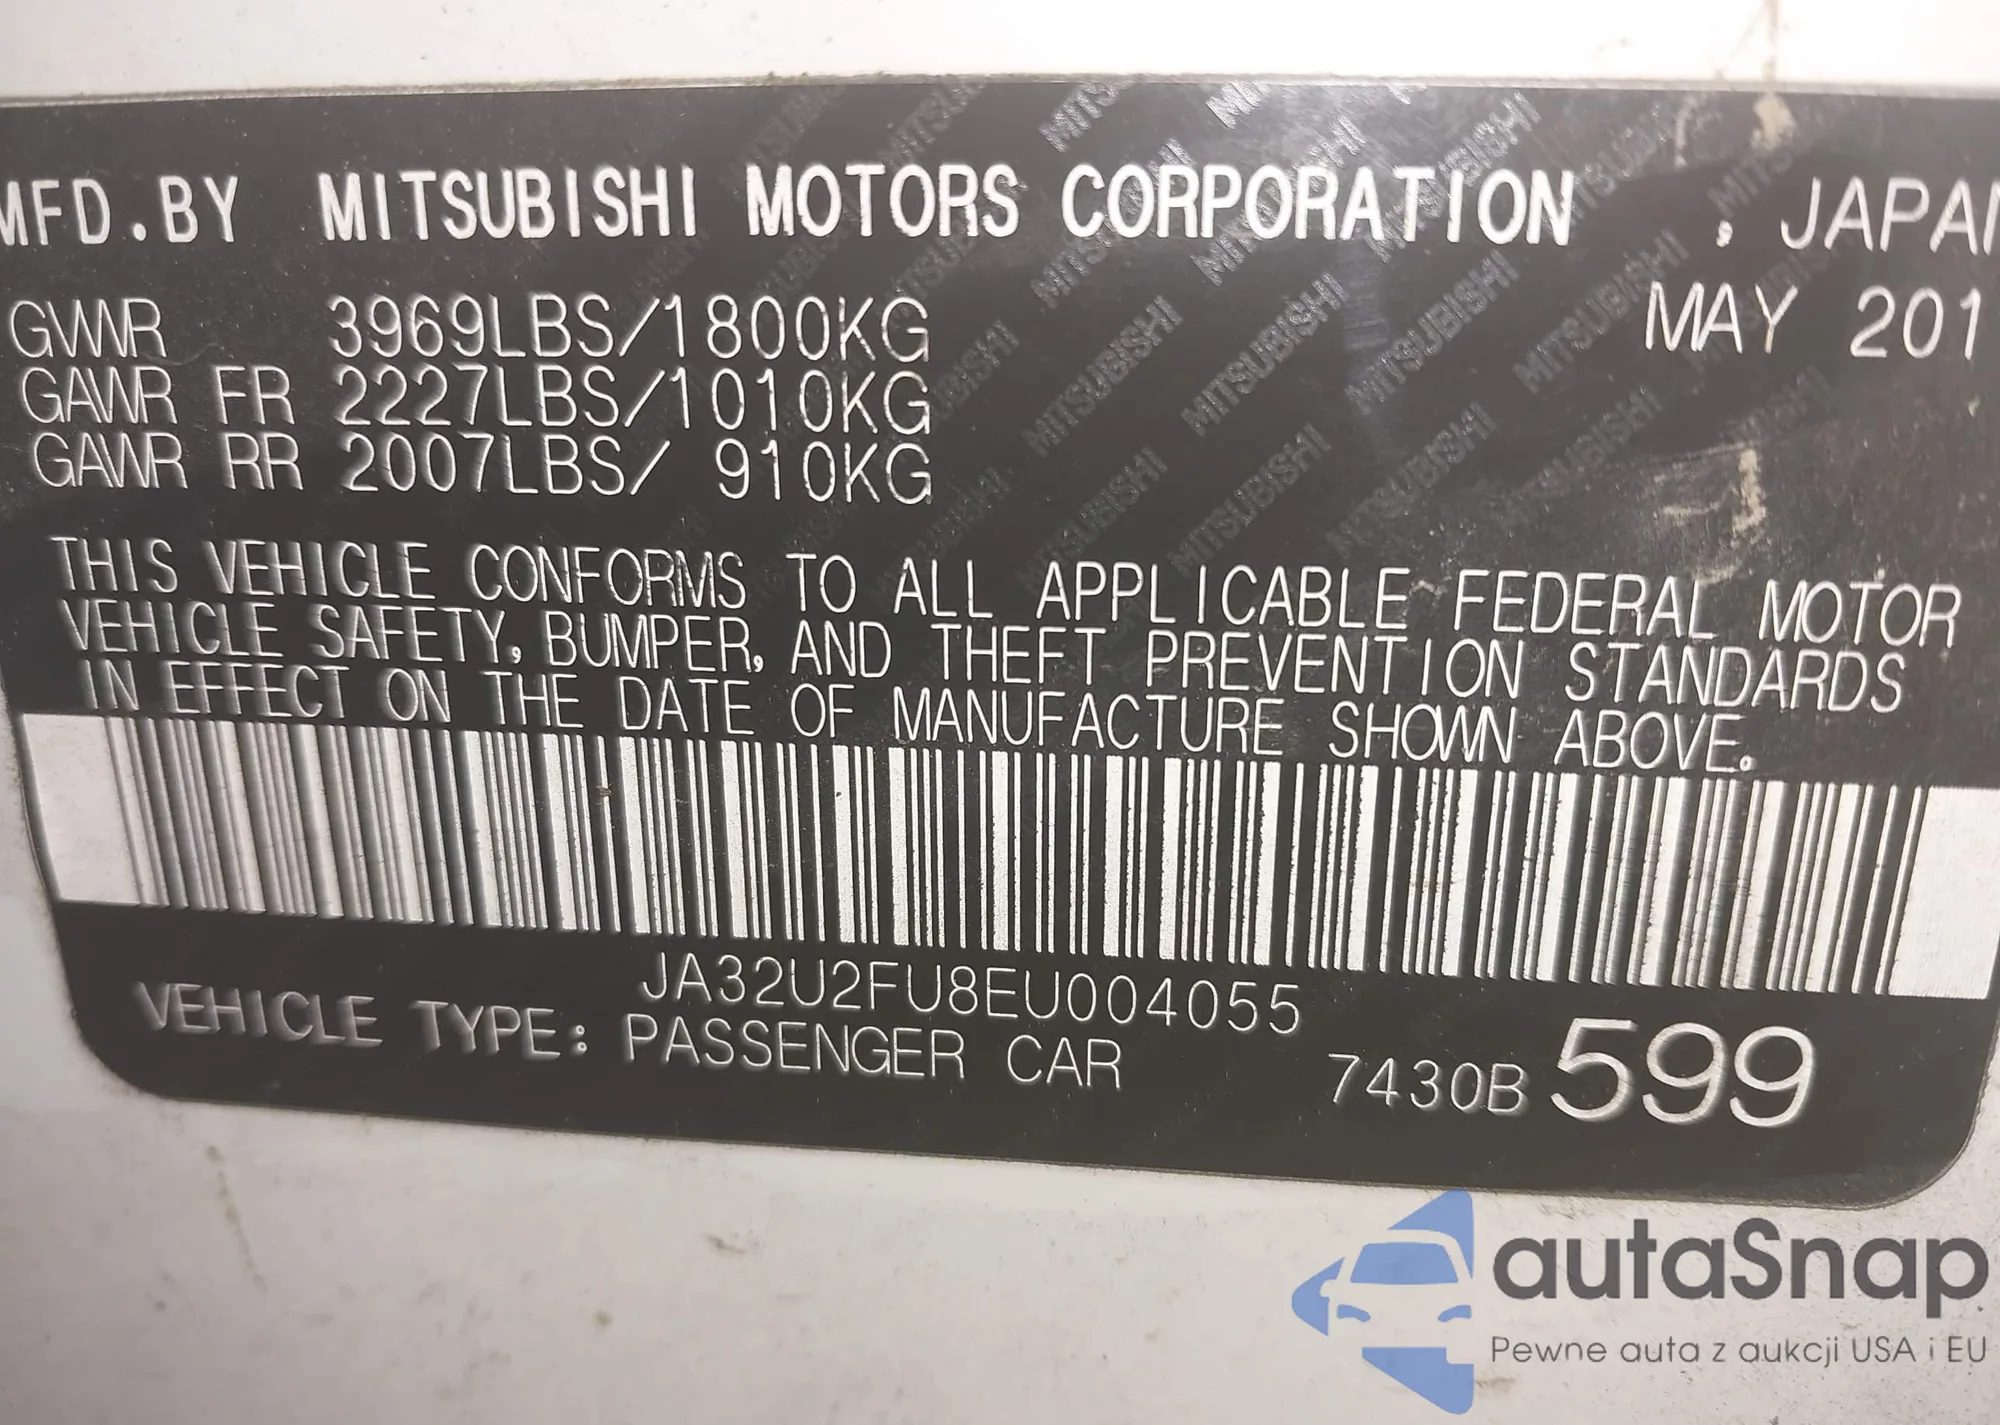 MFD.BY MITSUBISHI MOTORS CORPORATION , JAPAN
MAY 201
GVWR 3969LBS/1800KG
GAWR FR 2227LBS/1010KG
GAWR RR 2007LBS/ 910KG
THIS VEHICLE CONFORMS TO ALL APPLICABLE FEDERAL MOTOR
VEHICLE SAFETY, BUMPER, AND THEFT PREVENTION STANDARDS
IN EFFECT ON THE DATE OF MANUFACTURE SHOWN ABOVE.
JA32U2FU8EU004055
VEHICLE TYPE: PASSENGER CAR
7430B 599
autaSnap
Pewne auta z aukcji USA i EU